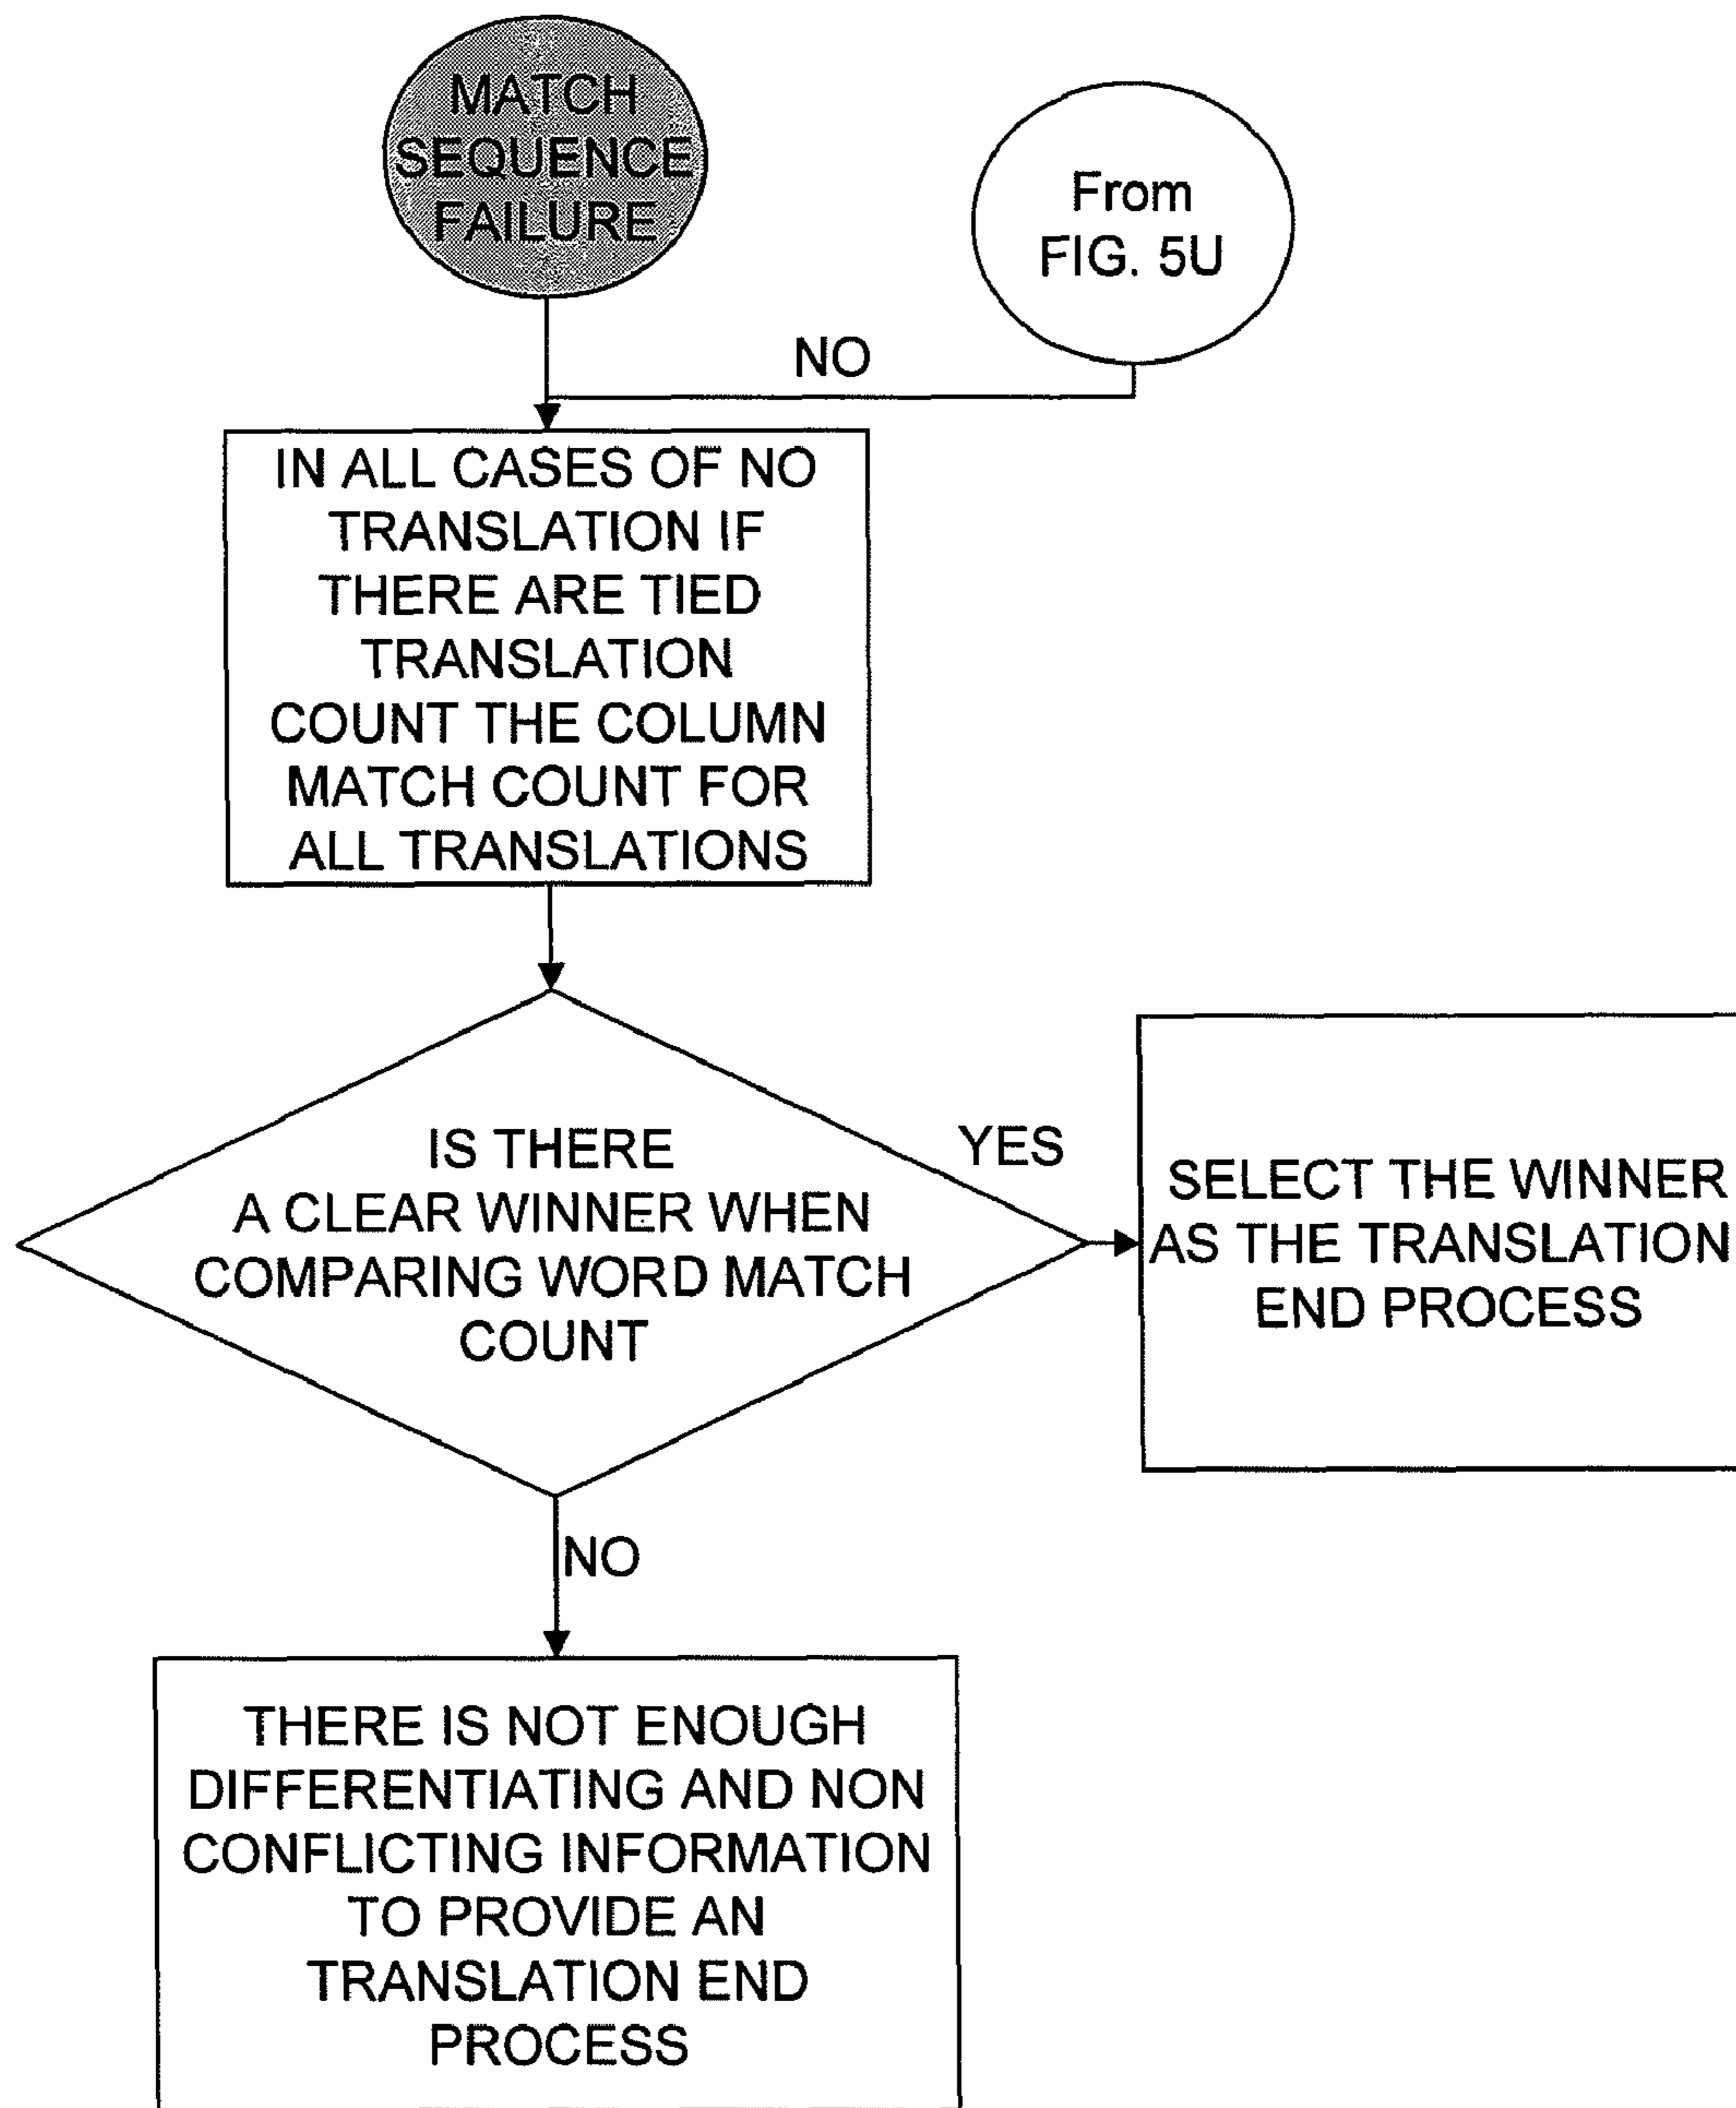 MATCH
SEQUENCE
FAILURE
From
FIG. 5U
NO
IN ALL CASES OF NO
TRANSLATION IF
THERE ARE TIED
TRANSLATION
COUNT THE COLUMN
MATCH COUNT FOR
ALL TRANSLATIONS
IS THERE
A CLEAR WINNER WHEN
COMPARING WORD MATCH
COUNT
YES
SELECT THE WINNER
AS THE TRANSLATION
END PROCESS
NO
THERE IS NOT ENOUGH
DIFFERENTIATING AND NON
CONFLICTING INFORMATION
TO PROVIDE AN
TRANSLATION END
PROCESS